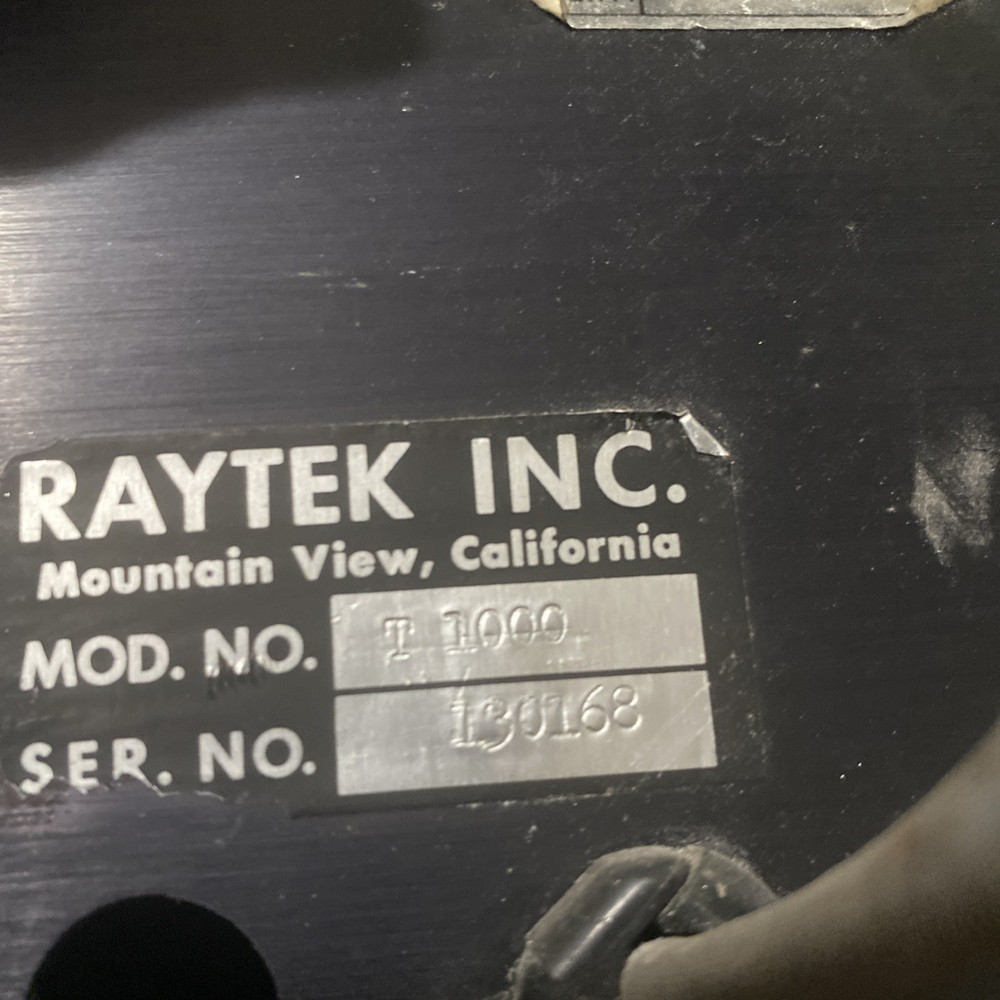 RAYTEK INC.
Mountain View, California
MOD. NO. T 1000
SER. NO. 130168